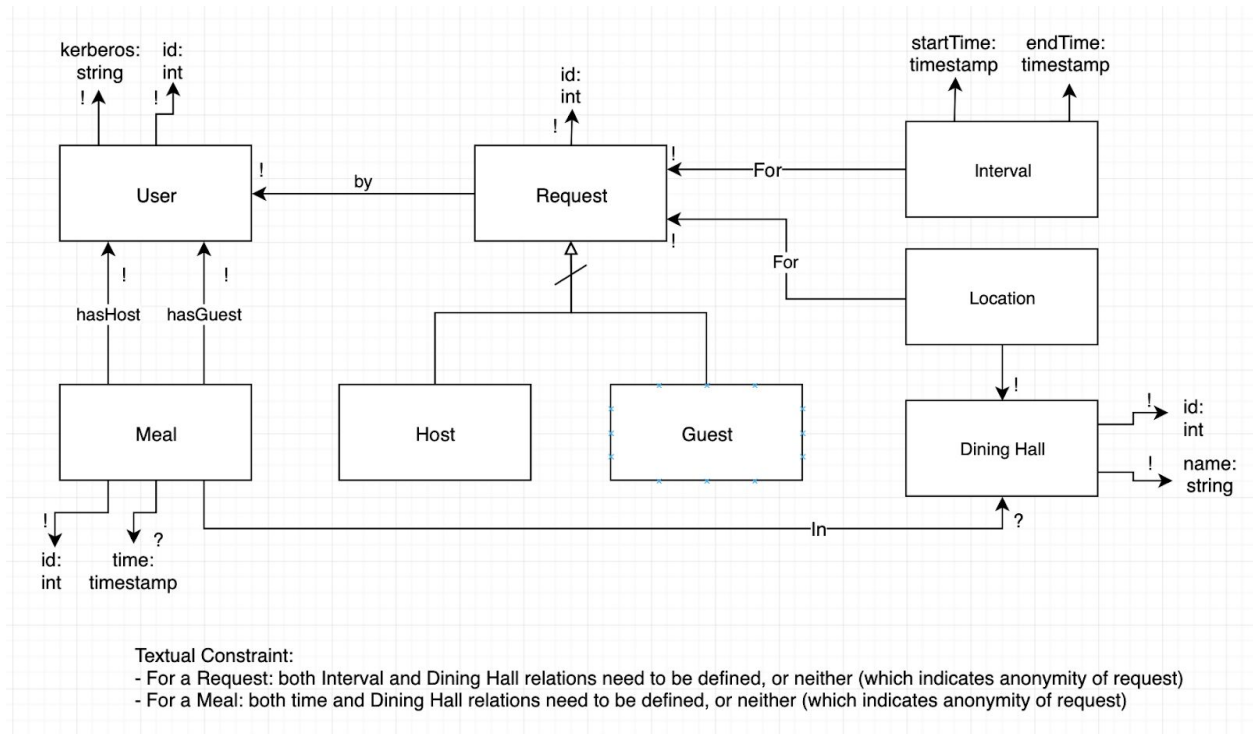 kerberos:
string
!
id:
int
!
id:
int
!
startTime:
timestamp
endTime:
timestamp
User
!
by
Request
!
For
Interval
!
For
Location
!
hasHost
!
hasGuest
!
Meal
Host
Guest
Dining Hall
!
id:
int
!
name:
string
!
id:
int
?
time:
timestamp
In
?
Textual Constraint:
- For a Request: both Interval and Dining Hall relations need to be defined, or neither (which indicates anonymity of request)
- For a Meal: both time and Dining Hall relations need to be defined, or neither (which indicates anonymity of request)